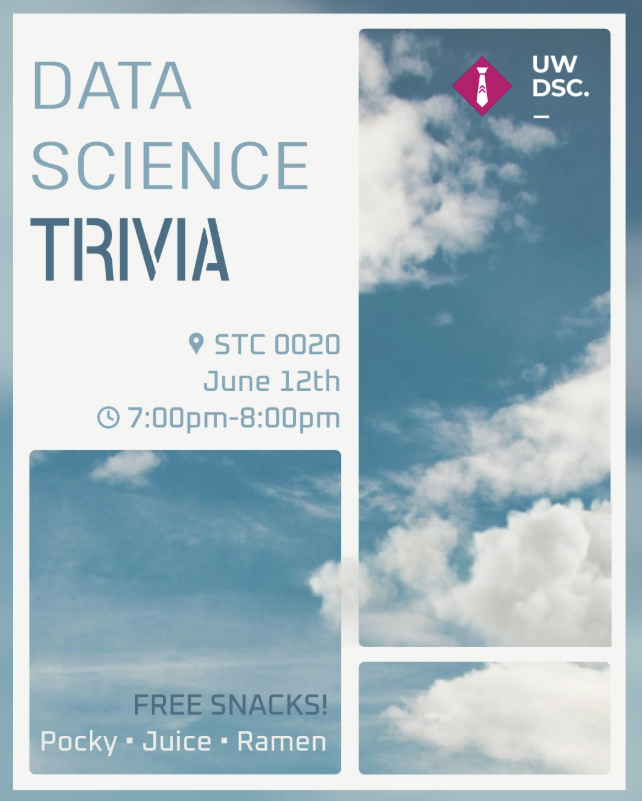 DATA
SCIENCE
TRIVIA
UW
DSC.
STC 0020
June 12th
7:00pm-8:00pm
FREE SNACKS!
Pocky ▪ Juice ▪ Ramen